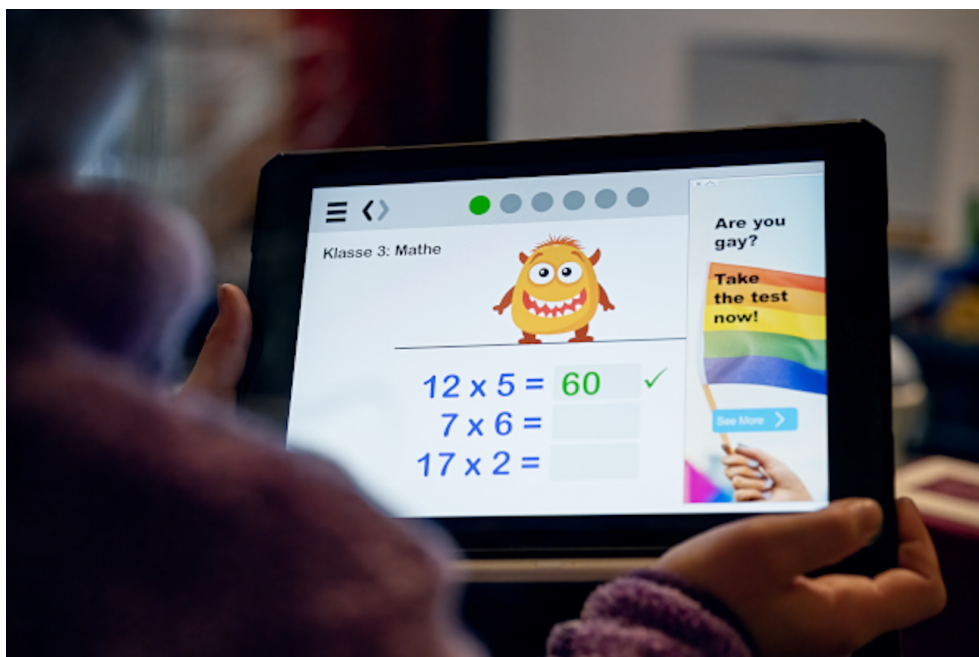 Klasse 3: Mathe
12 x 5 = 60 ✓
7 x 6 =
17 x 2 =
Are you
gay?
Take
the test
now!
See More